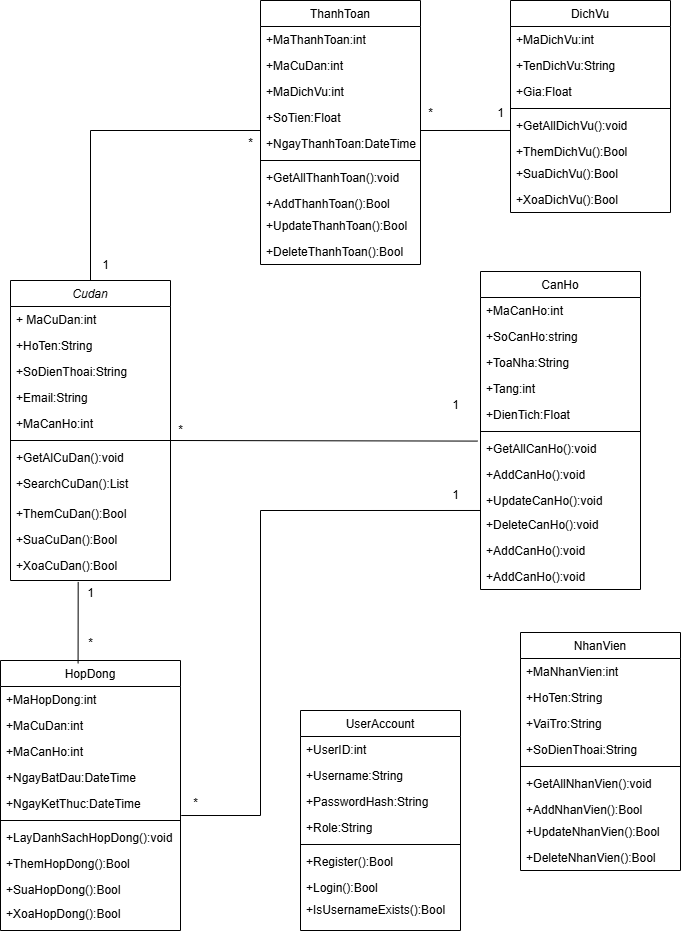 ThanhToan
+MaThanhToan:int
+MaCuDan:int
+MaDichVu:int
+SoTien:Float
+NgayThanhToan:DateTime
+GetAllThanhToan():void
+AddThanhToan():Bool
+UpdateThanhToan():Bool
+DeleteThanhToan():Bool
DichVu
+MaDichVu:int
+TenDichVu:String
+Gia:Float
+GetAllDichVu():void
+ThemDichVu():Bool
+SuaDichVu():Bool
+XoaDichVu():Bool
*
1
*
1
Cudan
+ MaCuDan:int
+HoTen:String
+SoDienThoai:String
+Email:String
+MaCanHo:int
+GetAlCuDan():void
+SearchCuDan():List
+ThemCuDan():Bool
+SuaCuDan():Bool
+XoaCuDan():Bool
*
1
1
CanHo
+MaCanHo:int
+SoCanHo:string
+ToaNha:String
+Tang:int
+DienTich:Float
+GetAllCanHo():void
+AddCanHo():void
+UpdateCanHo():void
+DeleteCanHo():void
+AddCanHo():void
+AddCanHo():void
1
*
HopDong
+MaHopDong:int
+MaCuDan:int
+MaCanHo:int
+NgayBatDau:DateTime
+NgayKetThuc:DateTime
+LayDanhSachHopDong():void
+ThemHopDong():Bool
+SuaHopDong():Bool
+XoaHopDong():Bool
*
UserAccount
+UserID:int
+Username:String
+PasswordHash:String
+Role:String
+Register():Bool
+Login():Bool
+IsUsernameExists():Bool
NhanVien
+MaNhanVien:int
+HoTen:String
+VaiTro:String
+SoDienThoai:String
+GetAllNhanVien():void
+AddNhanVien():Bool
+UpdateNhanVien():Bool
+DeleteNhanVien():Bool